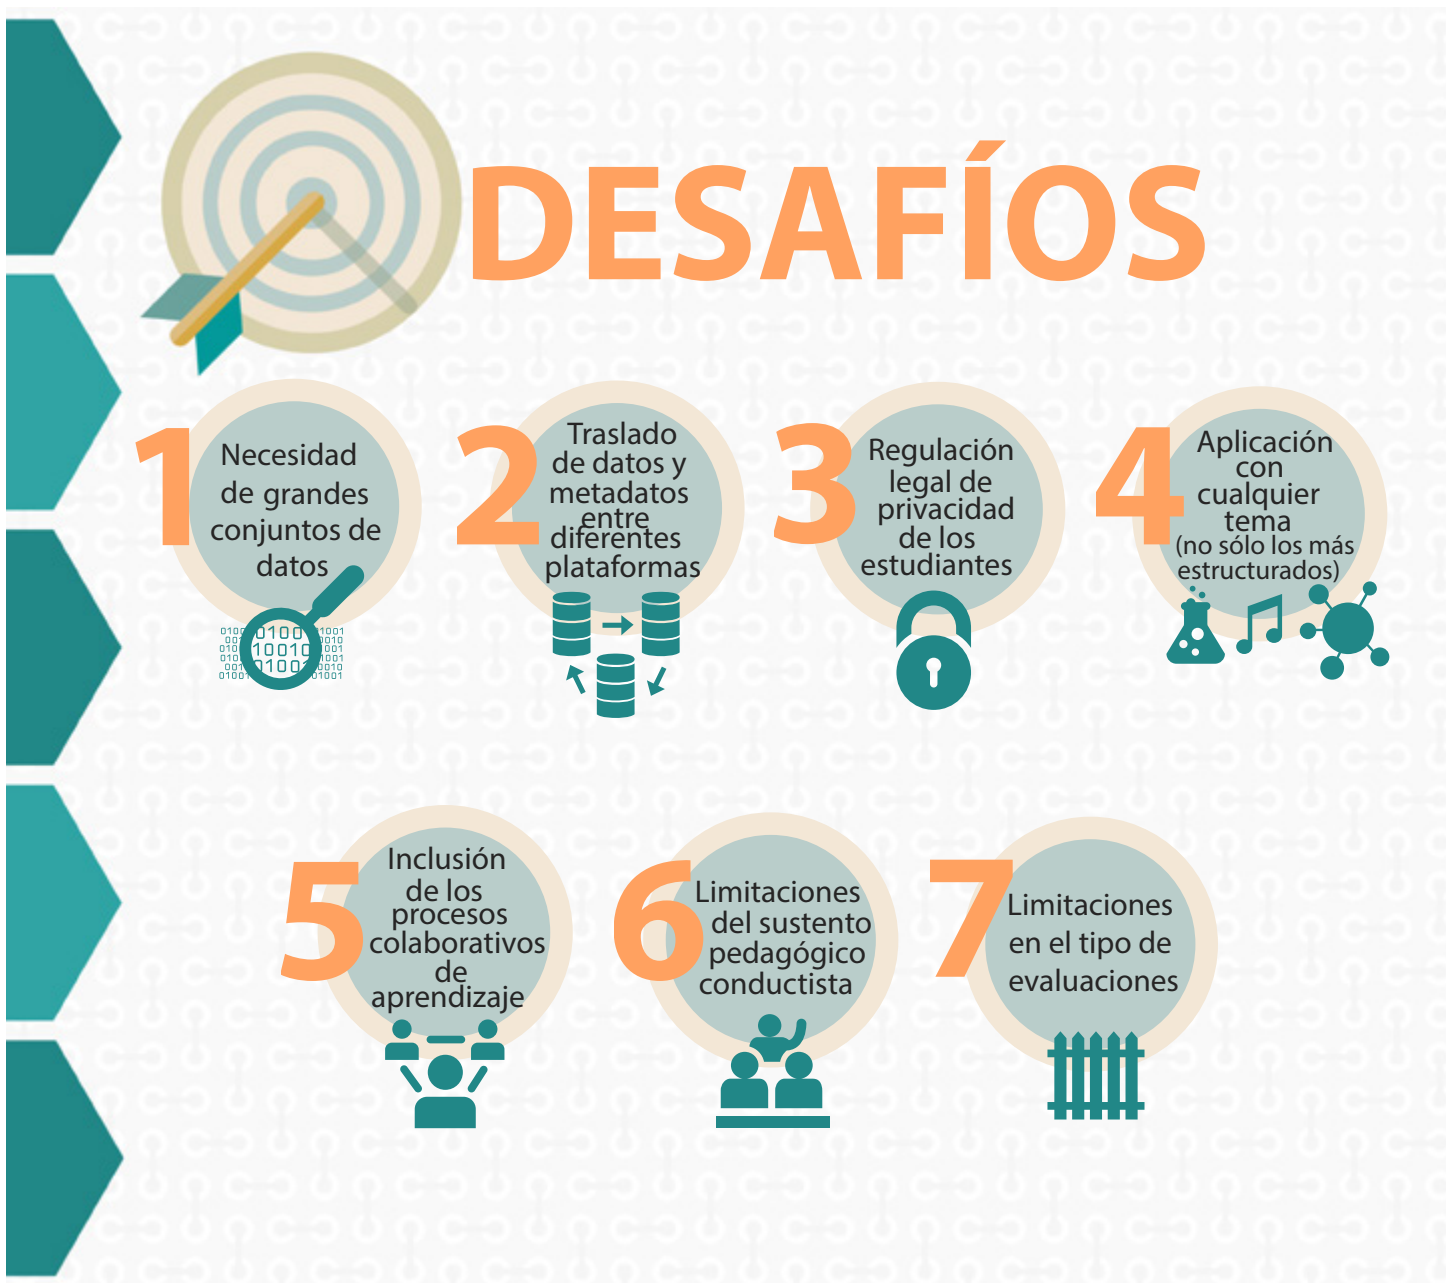 DESAFÍOS
1
Necesidad
de grandes
conjuntos de
datos
2
Traslado
de datos y
metadatos
entre
diferentes
plataformas
3
Regulación
legal de
privacidad
de los
estudiantes
4
Aplicación
con
cualquier
tema
(no sólo los más
estructurados)
5
Inclusión
de los
procesos
colaborativos
de
aprendizaje
6
Limitaciones
del sustento
pedagógico
conductista
7
Limitaciones
en el tipo de
evaluaciones